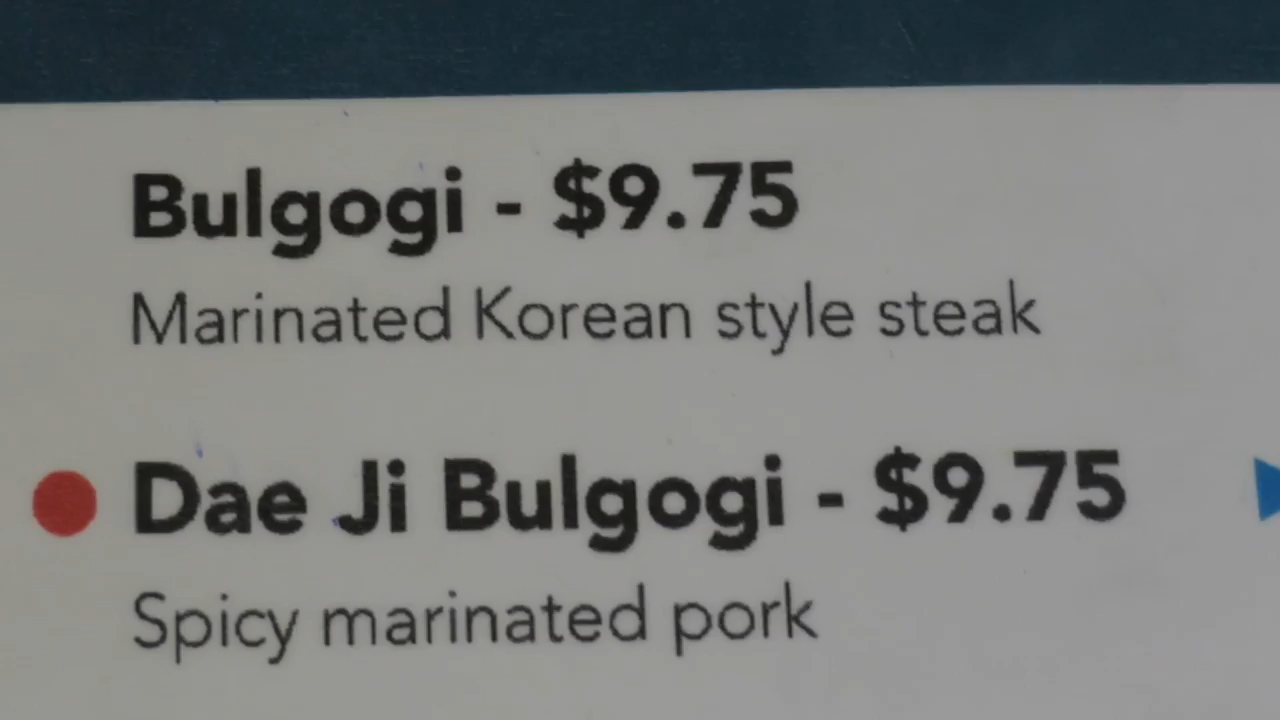 Bulgogi - $9.75
Marinated Korean style steak
Dae Ji Bulgogi - $9.75
Spicy marinated pork